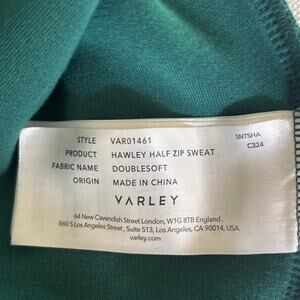 STYLE VAR01461
PRODUCT HAWLEY HALF ZIP SWEAT
FABRIC NAME DOUBLESOFT
ORIGIN MADE IN CHINA
SNTSHA
C324
VARLEY
64 New Cavendish Street London, W1G 8TB England.
860 S Los Angeles Street, Suite 513, Los Angeles, CA 90014, USA.
varley.com